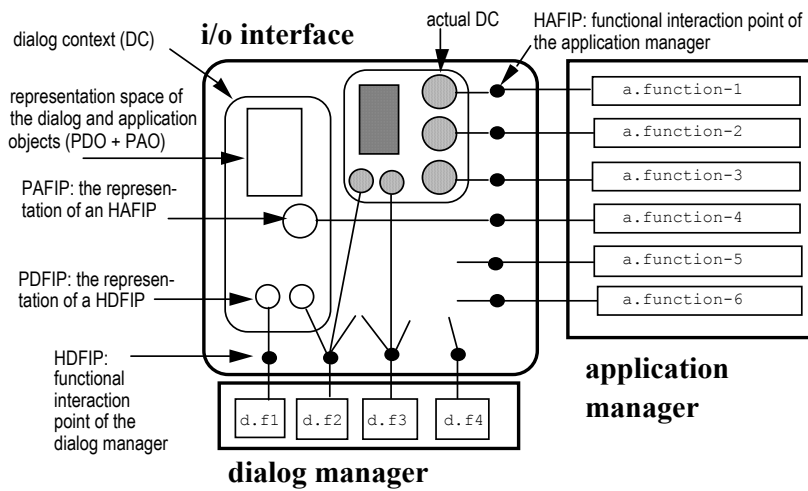 actual DC
HAFIP: functional interaction point of
the application manager
dialog context (DC)
i/o interface
representation space of
the dialog and application
objects (PDO + PAO)
PAFIP: the represen-
tation of an HAFIP
PDFIP: the represen-
tation of a HDFIP
HDFIP:
functional
interaction
point of the
dialog manager
a.function-1
a.function-2
a.function-3
a.function-4
a.function-5
a.function-6
application
manager
d.f1
d.f2
d.f3
d.f4
dialog manager